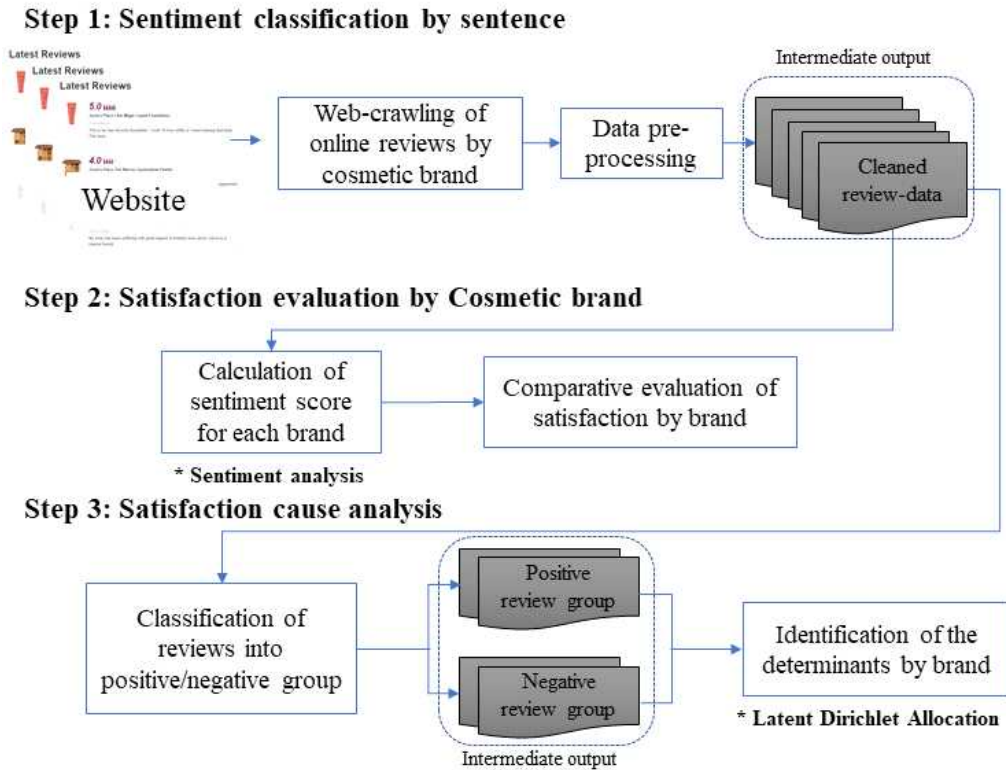 Step 1: Sentiment classification by sentence
Latest Reviews
Latest Reviews
Latest Reviews
5.0
4.0
Website
Web-crawling of
online reviews by
cosmetic brand
Data pre-
processing
Intermediate output
Cleaned
review-data
Step 2: Satisfaction evaluation by Cosmetic brand
Calculation of
sentiment score
for each brand
* Sentiment analysis
Comparative evaluation of
satisfaction by brand
Step 3: Satisfaction cause analysis
Classification of
reviews into
positive/negative group
Positive
review group
Negative
review group
Intermediate output
Identification of the
determinants by brand
* Latent Dirichlet Allocation